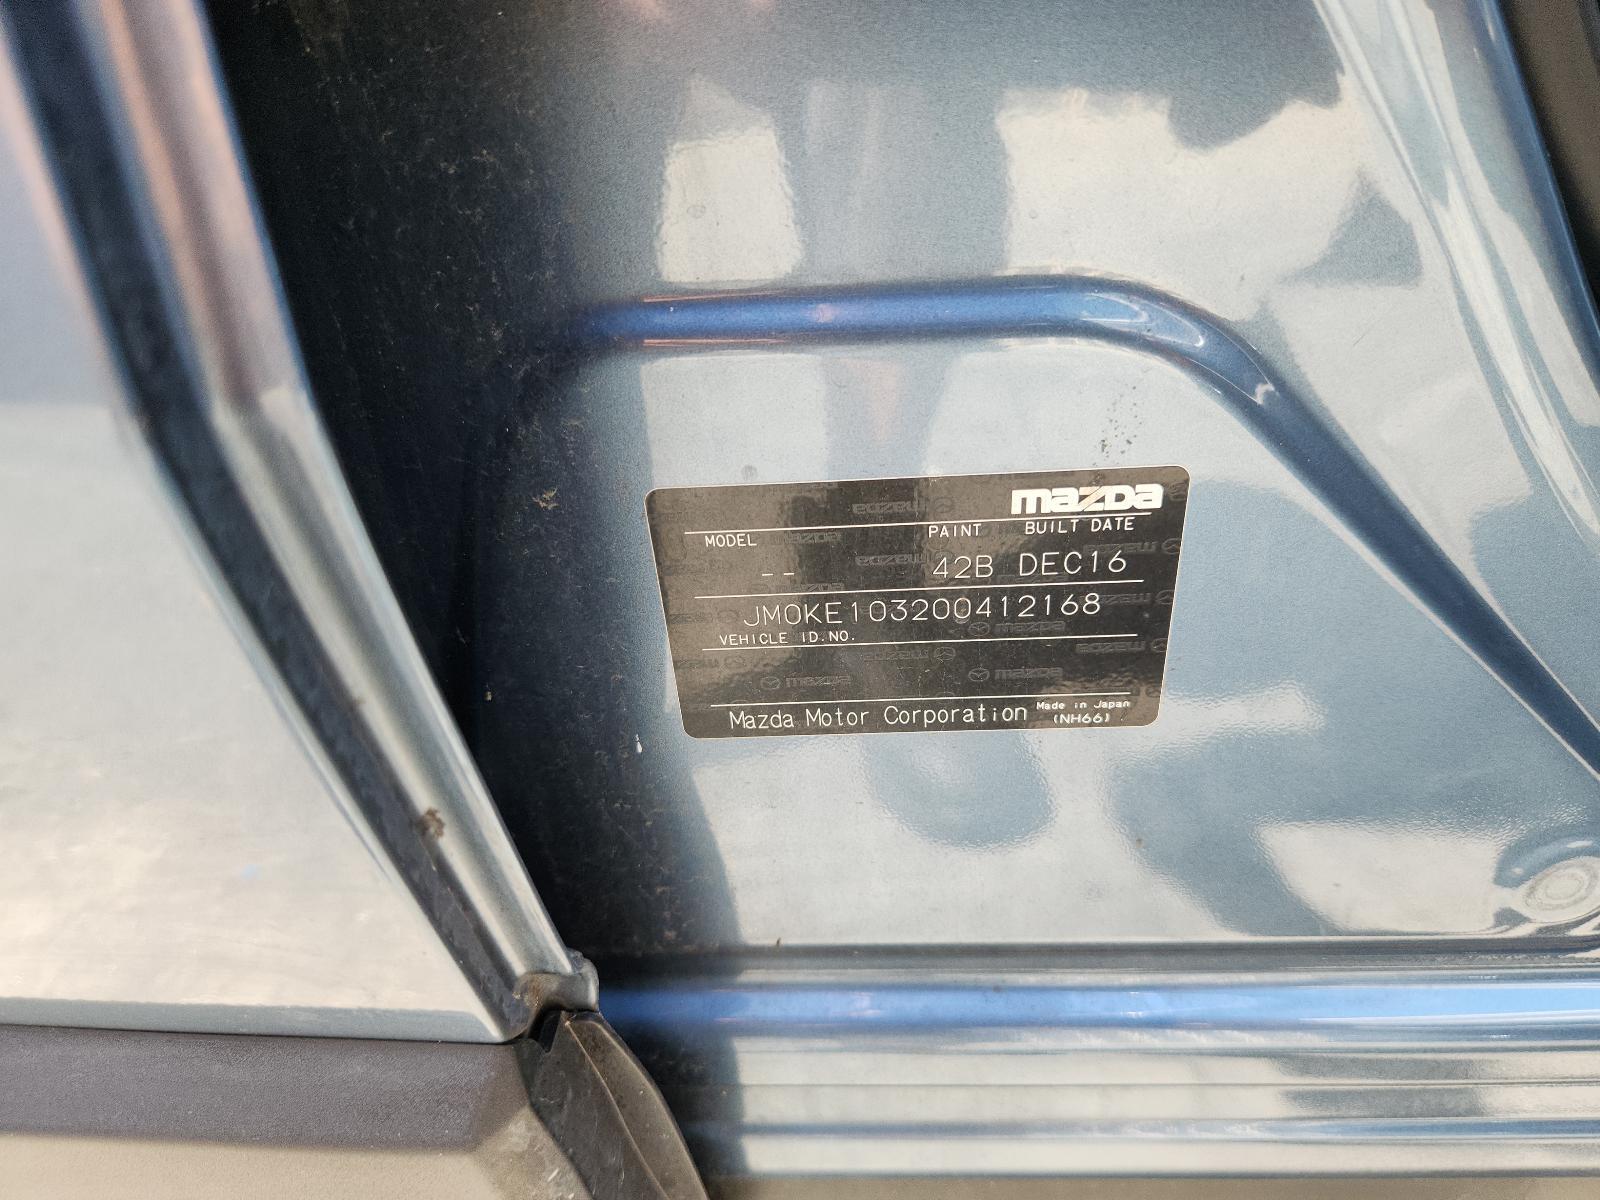 mazda
MODEL PAINT BUILT DATE
-- 42B DEC16
JM0KE103200412168
VEHICLE ID.NO.
Mazda Motor Corporation Made in Japan
(NH66)